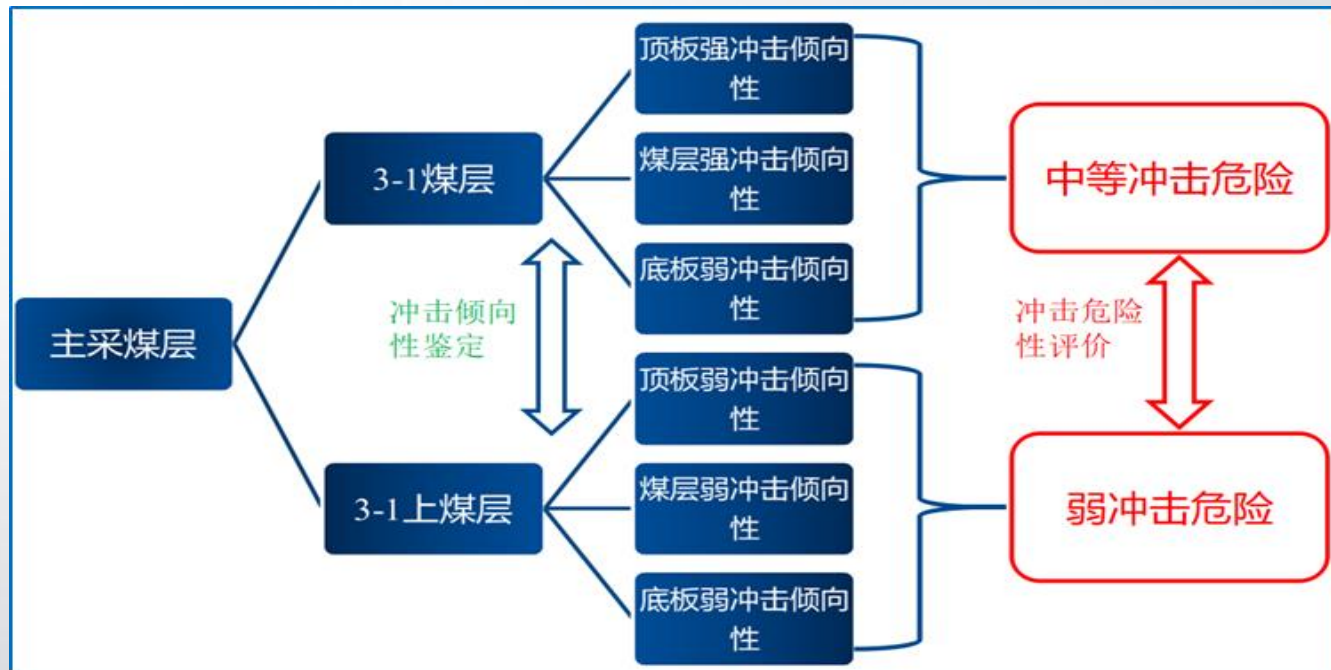 主采煤层
3-1煤层
3-1上煤层
冲击倾向
性鉴定
顶板强冲击倾向
性
煤层强冲击倾向
性
底板弱冲击倾向
性
顶板弱冲击倾向
性
煤层弱冲击倾向
性
底板弱冲击倾向
性
中等冲击危险
冲击危险
性评价
弱冲击危险